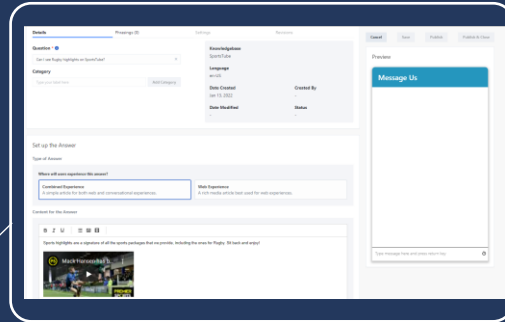 Details Phrasings (0) Settings Revisions
Cancel Save Publish Publish & Close
Question *
Can I see Rugby highlights on SportsTube?
Category
Add Category
Knowledgebase
SportsTube
Language
en-US
Date Created Created By
Jan 13, 2022 -
Date Modified Status
- -
Preview
Message Us
Type message here and press return key
Set up the Answer
Type of Answer
Where will users experience this answer?
Combined Experience
A simple article for both web and conversational experiences.
Web Experience
A rich media article best used for web experiences.
Content for the Answer
B I U
Sports highlights are a signature of all the sports packages that we provide, including the ones for Rugby. Sit back and enjoy!
PREMIER